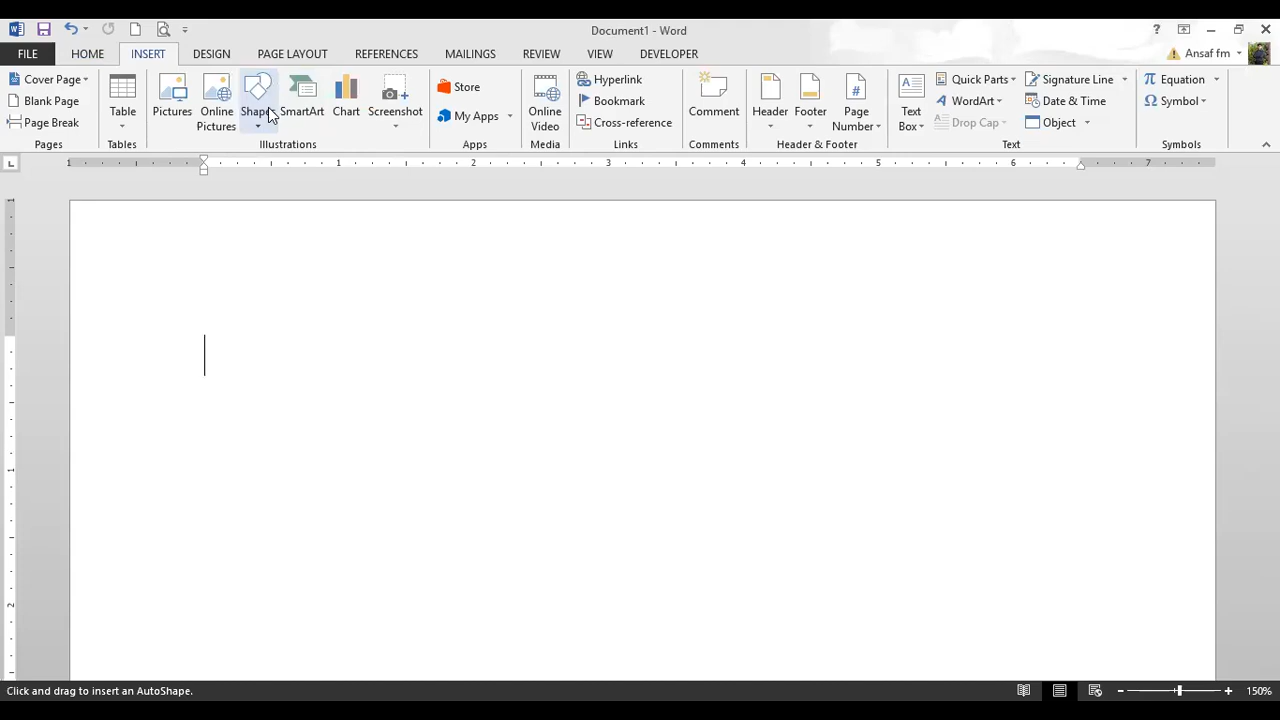 Document1 - Word
FILE HOME INSERT DESIGN PAGE LAYOUT REFERENCES MAILINGS REVIEW VIEW DEVELOPER Ansaf fm
Cover Page
Blank Page
Page Break
Pages
Table
Tables
Pictures
Online Pictures
Shapes
SmartArt
Chart
Screenshot
Illustrations
Store
My Apps
Apps
Online Video
Media
Hyperlink
Bookmark
Cross-reference
Links
Comment
Comments
Header
Footer
Page Number
Header & Footer
Text Box
Quick Parts
WordArt
Drop Cap
Signature Line
Date & Time
Object
Text
Equation
Symbol
Symbols
1 1 2 3 4 5 6 7
1
1
2
Click and drag to insert an AutoShape.
150%